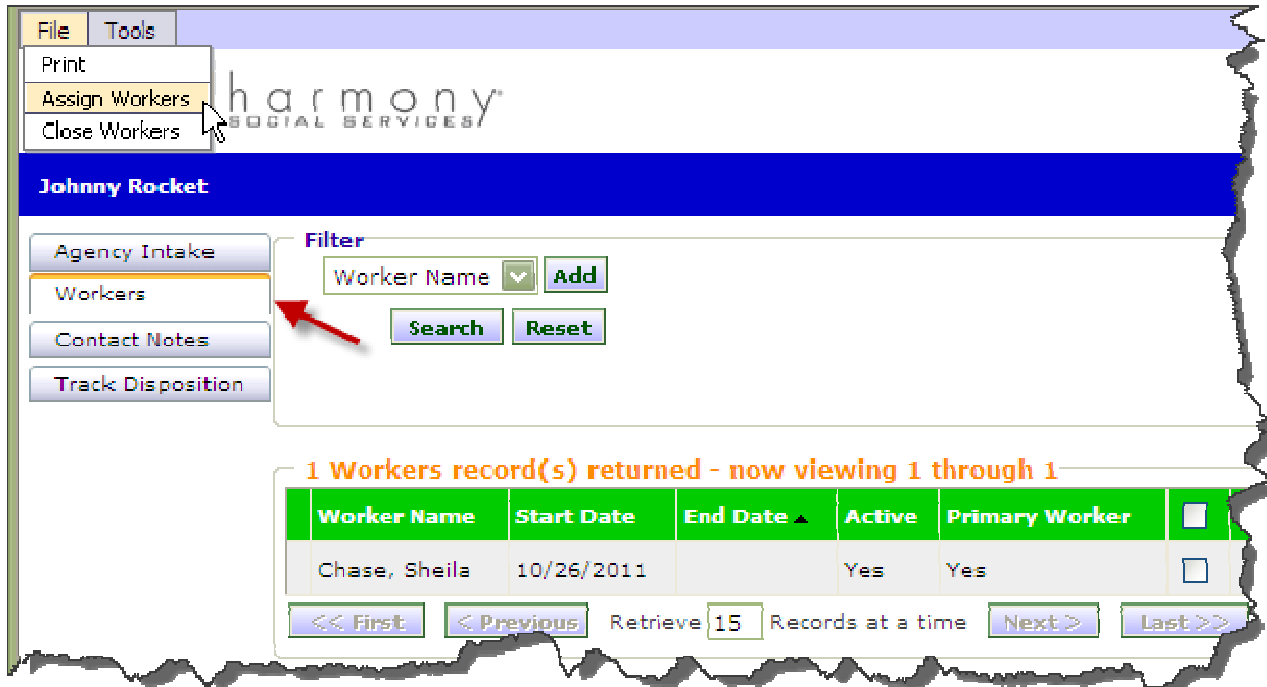 File Tools
Print
Assign Workers
Close Workers
harmony
SOCIAL SERVICES
Johnny Rocket
Agency Intake
Workers
Contact Notes
Track Disposition
Filter
Worker Name Add
Search Reset
1 Workers record(s) returned - now viewing 1 through 1
Worker Name Start Date End Date Active Primary Worker
Chase, Sheila 10/26/2011 Yes Yes
<< First < Previous Retrieve 15 Records at a time Next > Last >>